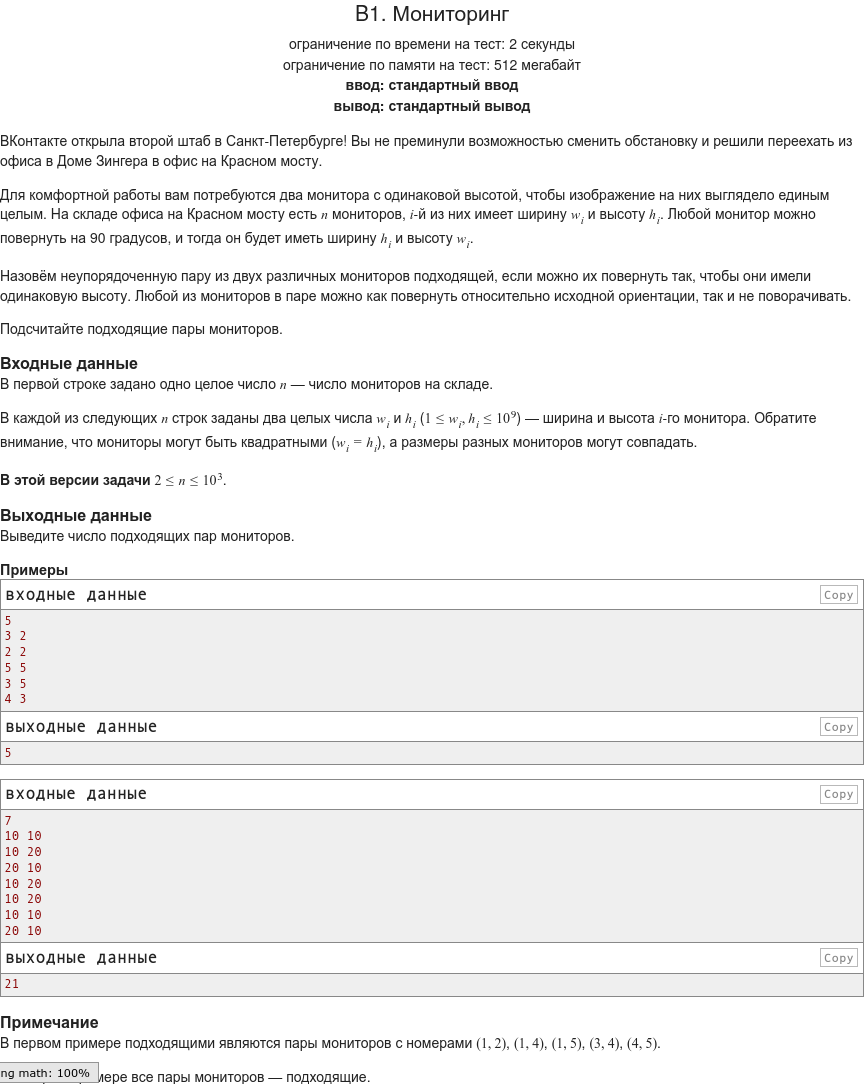 B1. Мониторинг
ограничение по времени на тест: 2 секунды
ограничение по памяти на тест: 512 мегабайт
ввод: стандартный ввод
вывод: стандартный вывод
ВКонтакте открыла второй штаб в Санкт-Петербурге! Вы не преминули возможностью сменить обстановку и решили переехать из
офиса в Доме Зингера в офис на Красном мосту.
Для комфортной работы вам потребуются два монитора с одинаковой высотой, чтобы изображение на них выглядело единым
целым. На складе офиса на Красном мосту есть n мониторов, i-й из них имеет ширину w_i и высоту h_i. Любой монитор можно
повернуть на 90 градусов, и тогда он будет иметь ширину h_i и высоту w_i.
Назовём неупорядоченную пару из двух различных мониторов подходящей, если можно их повернуть так, чтобы они имели
одинаковую высоту. Любой из мониторов в паре можно как повернуть относительно исходной ориентации, так и не поворачивать.
Подсчитайте подходящие пары мониторов.
Входные данные
В первой строке задано одно целое число n — число мониторов на складе.
В каждой из следующих n строк заданы два целых числа w_i и h_i (1 ≤ w_i, h_i ≤ 10^9) — ширина и высота i-го монитора. Обратите
внимание, что мониторы могут быть квадратными (w_i = h_i), а размеры разных мониторов могут совпадать.
В этой версии задачи 2 ≤ n ≤ 10^3.
Выходные данные
Выведите число подходящих пар мониторов.
Примеры
входные данные Copy
5
3 2
2 2
5 5
3 5
4 3
выходные данные Copy
5
входные данные Copy
7
10 10
10 20
20 10
10 20
10 20
10 10
20 10
выходные данные Copy
21
Примечание
В первом примере подходящими являются пары мониторов с номерами (1, 2), (1, 4), (1, 5), (3, 4), (4, 5).
ng math: 100%
мере все пары мониторов — подходящие.